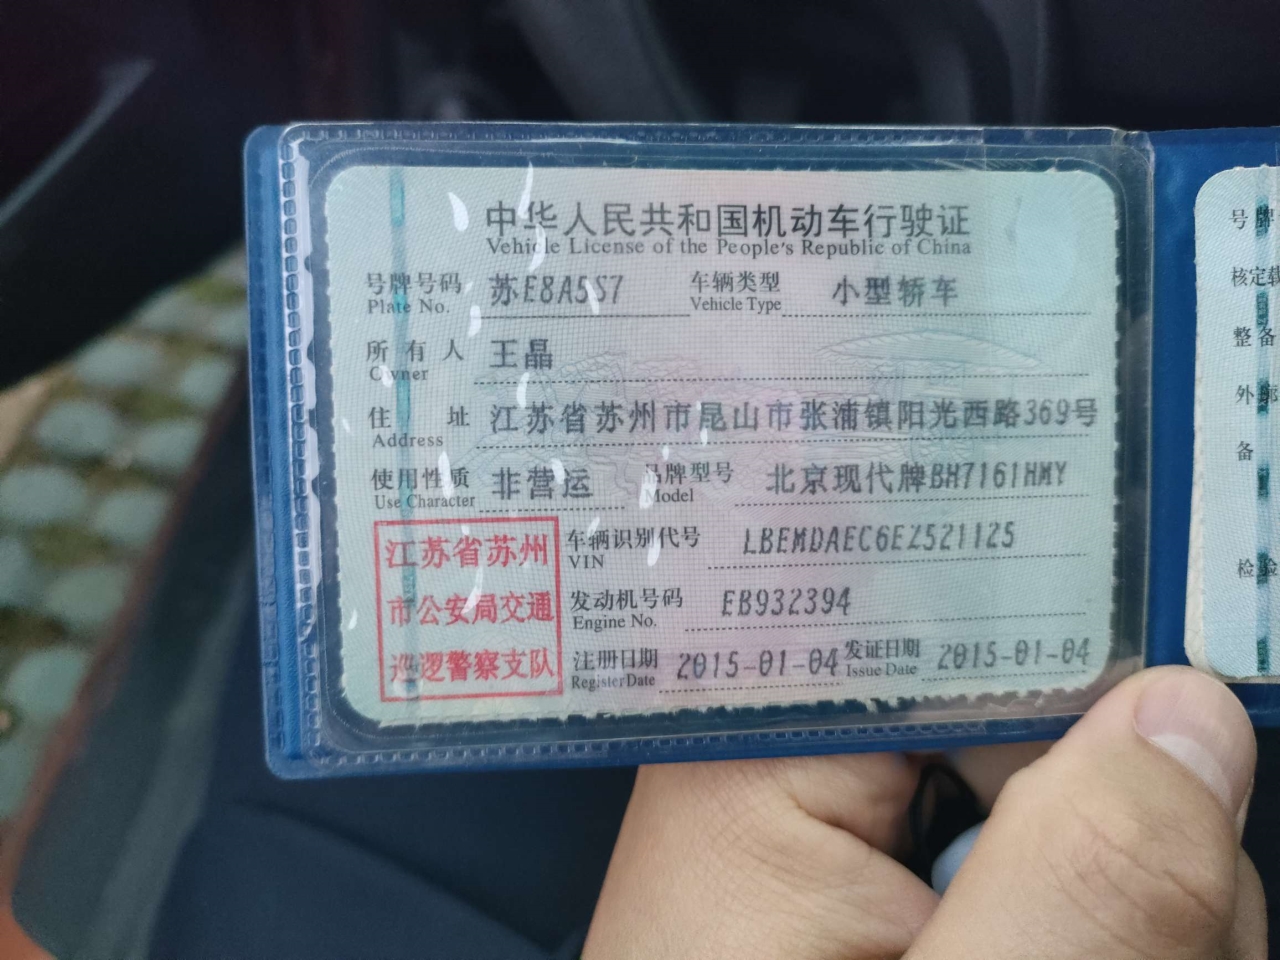 中华人民共和国机动车行驶证
Vehicle License of the People's Republic of China
号牌号码 苏E8A5S7 车辆类型 小型轿车
Plate No. Vehicle Type
所有人 王晶
Owner
住址 江苏省苏州市昆山市张浦镇阳光西路369号
Address
使用性质 非营运 品牌型号 北京现代牌BH7161HMY
Use Character Model
江苏省苏州
市公安局交通
巡逻警察支队
车辆识别代号 LBEMDAEC6EZ521125
VIN
发动机号码 EB932394
Engine No.
注册日期 2015-01-04 发证日期 2015-01-04
Register Date Issue Date
号牌
核定载
整备
外廓
备
检验